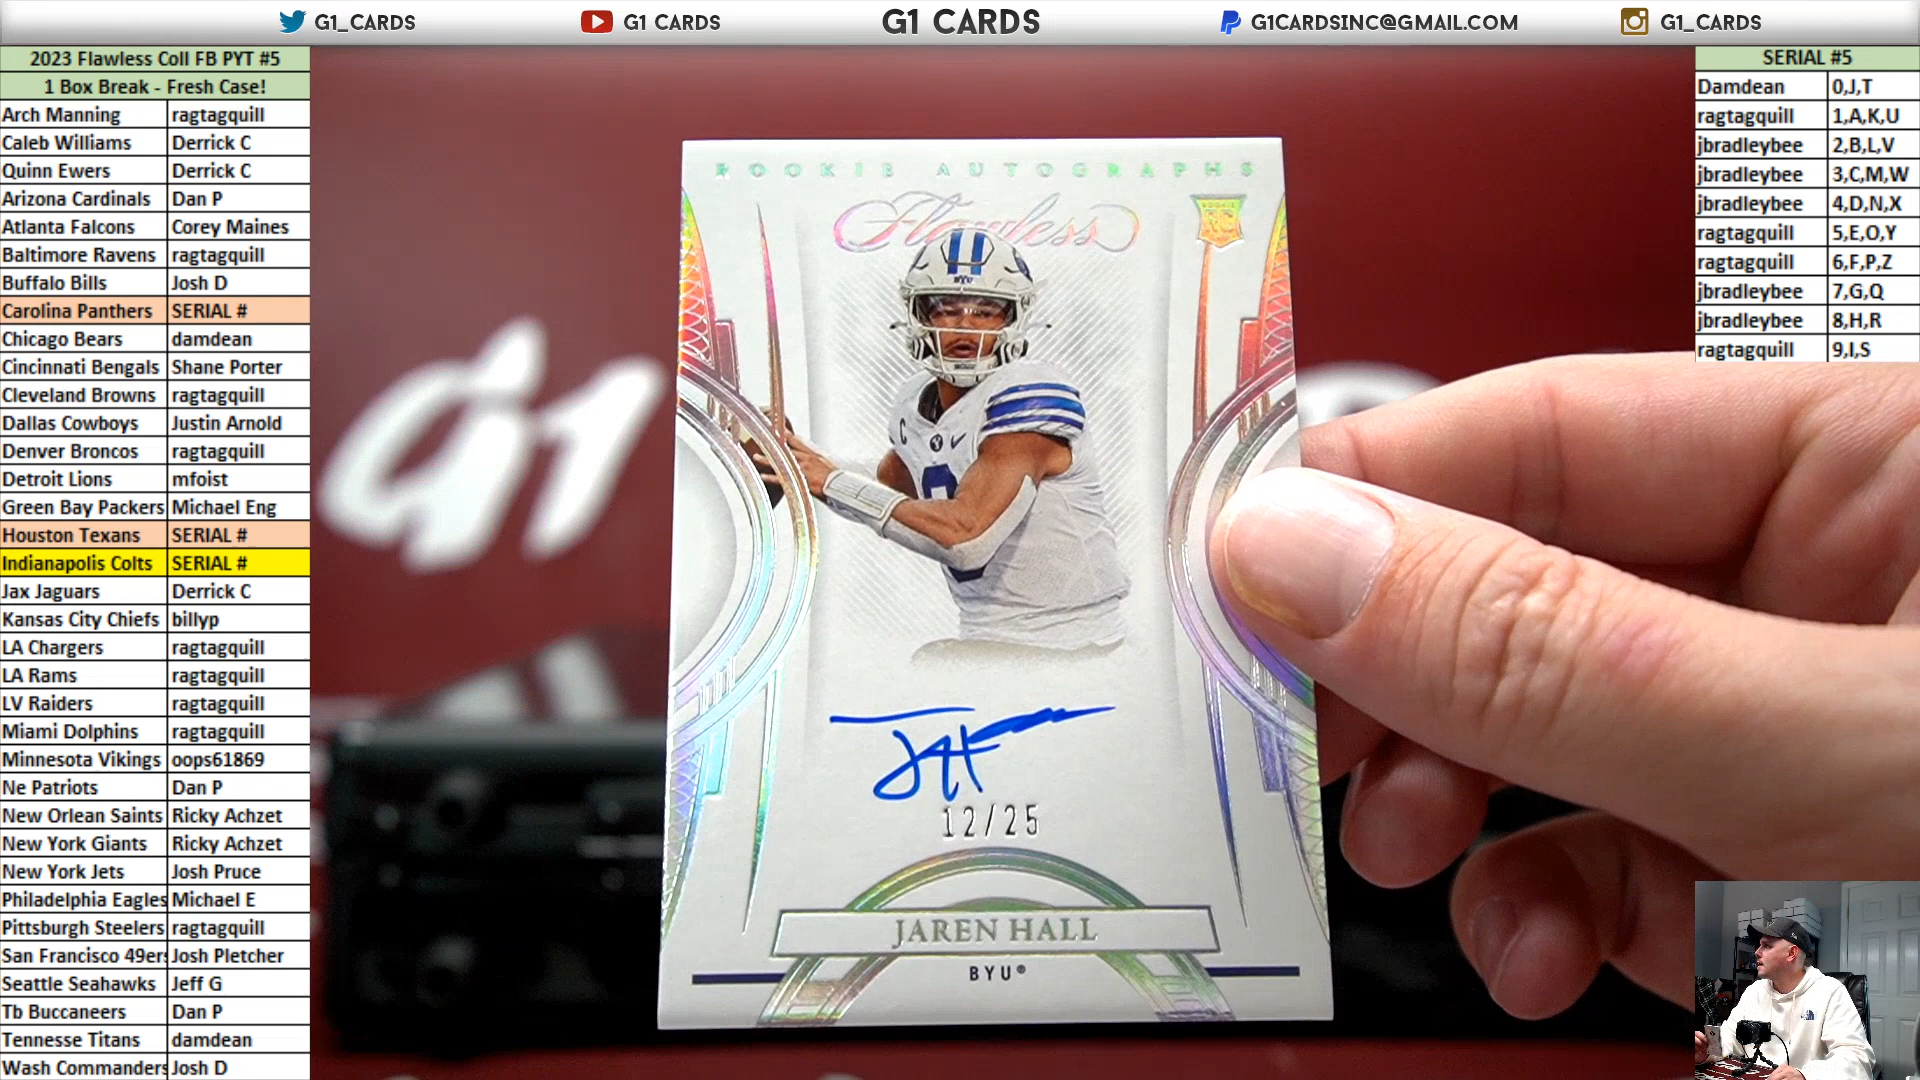 G1_CARDS G1 CARDS G1 CARDS G1CARDSINC@GMAIL.COM G1_CARDS
2023 Flawless Coll FB PYT #5
1 Box Break - Fresh Case!
Arch Manning ragtagquill
Caleb Williams Derrick C
Quinn Ewers Derrick C
Arizona Cardinals Dan P
Atlanta Falcons Corey Maines
Baltimore Ravens ragtagquill
Buffalo Bills Josh D
Carolina Panthers SERIAL #
Chicago Bears damdean
Cincinnati Bengals Shane Porter
Cleveland Browns ragtagquill
Dallas Cowboys Justin Arnold
Denver Broncos ragtagquill
Detroit Lions mfoist
Green Bay Packers Michael Eng
Houston Texans SERIAL #
Indianapolis Colts SERIAL #
Jax Jaguars Derrick C
Kansas City Chiefs billyp
LA Chargers ragtagquill
LA Rams ragtagquill
LV Raiders ragtagquill
Miami Dolphins ragtagquill
Minnesota Vikings oops61869
Ne Patriots Dan P
New Orlean Saints Ricky Achzet
New York Giants Ricky Achzet
New York Jets Josh Pruce
Philadelphia Eagles Michael E
Pittsburgh Steelers ragtagquill
San Francisco 49ers Josh Pletcher
Seattle Seahawks Jeff G
Tb Buccaneers Dan P
Tennesse Titans damdean
Wash Commanders Josh D
G1
ROOKIE AUTOGRAPHS
Flawless
ROOKIE
RC
BYU
C
12/25
JAREN HALL
BYU®
SERIAL #5
Damdean 0,J,T
ragtagquill 1,A,K,U
jbradleybee 2,B,L,V
jbradleybee 3,C,M,W
jbradleybee 4,D,N,X
ragtagquill 5,E,O,Y
ragtagquill 6,F,P,Z
jbradleybee 7,G,Q
jbradleybee 8,H,R
ragtagquill 9,I,S